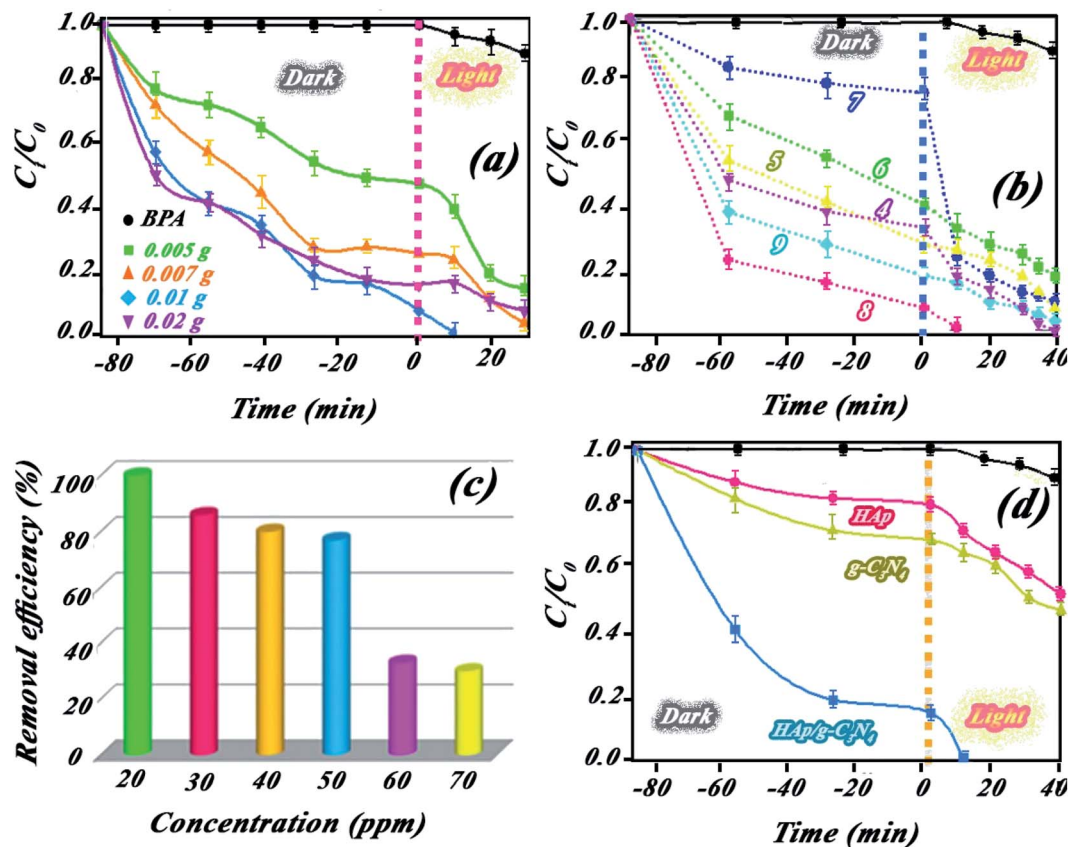 1.0
0.8
0.6
0.4
0.2
0.0
Cₜ/C₀
Dark
Light
(a)
BPA
0.005 g
0.007 g
0.01 g
0.02 g
-80 -60 -40 -20 0 20
Time (min)
1.0
0.8
0.6
0.4
0.2
0.0
Cₜ/C₀
Dark
Light
(b)
7
5
6
4
9
8
-80 -60 -40 -20 0 20 40
Time (min)
100
80
60
40
20
0
Removal efficiency (%)
(c)
20 30 40 50 60 70
Concentration (ppm)
1.0
0.8
0.6
0.4
0.2
0.0
Cₜ/C₀
(d)
HAp
g-C₃N₄
Dark
Light
HAp/g-C₃N₄
-80 -60 -40 -20 0 20 40
Time (min)